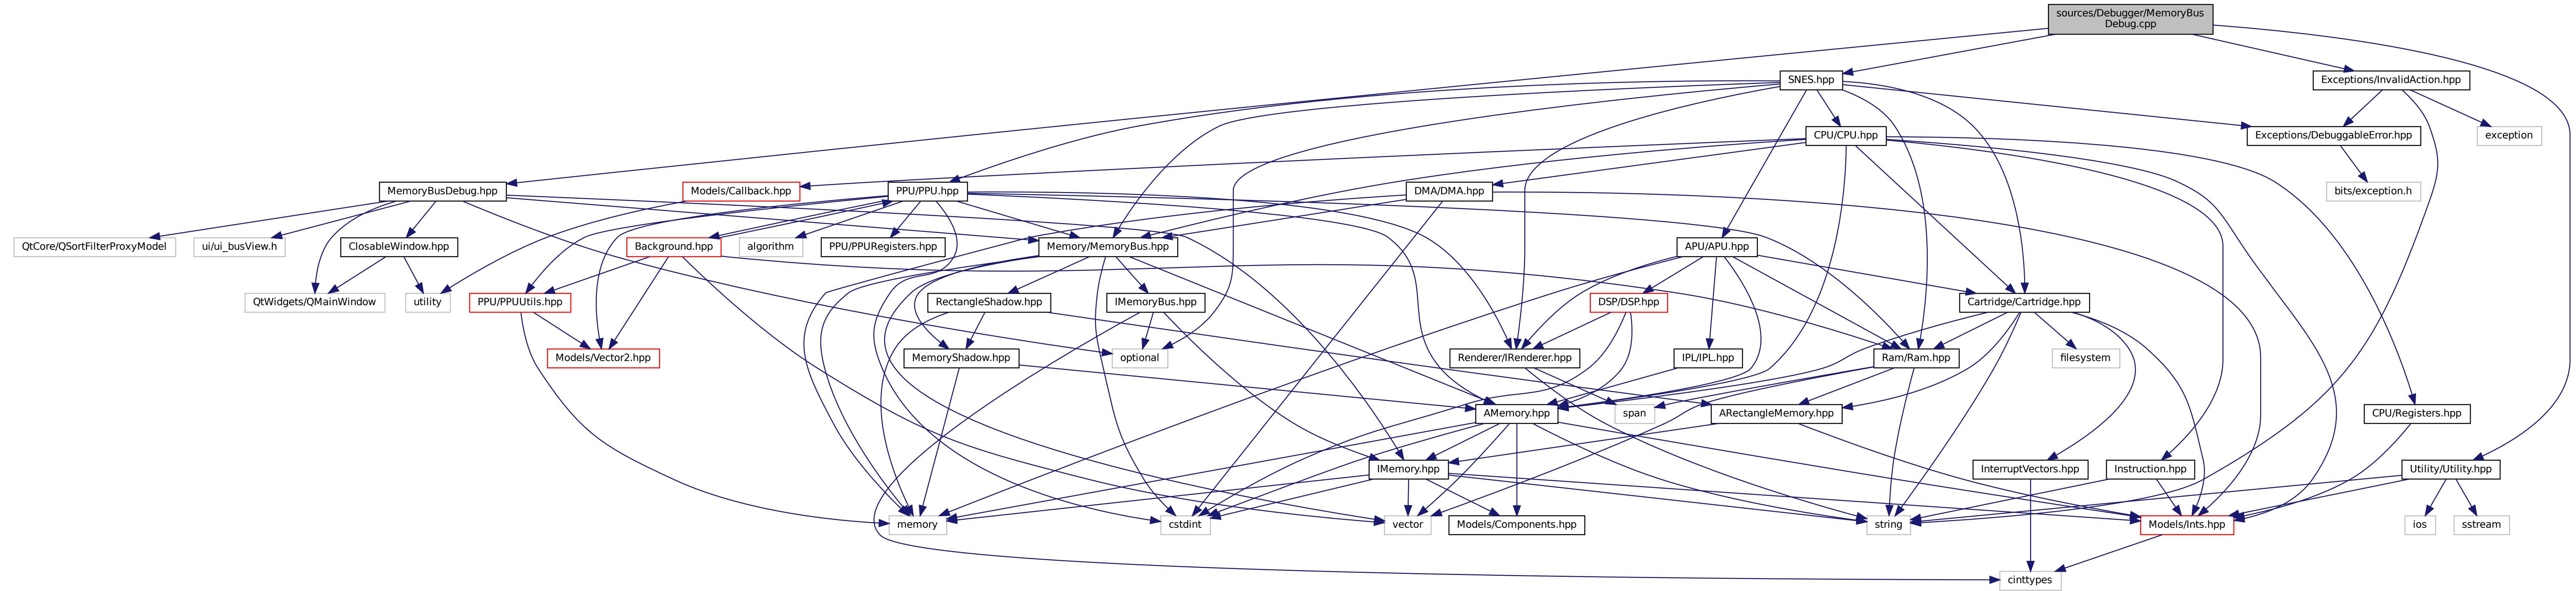 sources/Debugger/MemoryBus
Debug.cpp
SNES.hpp
Exceptions/InvalidAction.hpp
CPU/CPU.hpp
Exceptions/DebuggableError.hpp
exception
MemoryBusDebug.hpp
Models/Callback.hpp
PPU/PPU.hpp
DMA/DMA.hpp
bits/exception.h
QtCore/QSortFilterProxyModel
ui/ui_busView.h
ClosableWindow.hpp
Background.hpp
algorithm
PPU/PPURegisters.hpp
Memory/MemoryBus.hpp
APU/APU.hpp
QtWidgets/QMainWindow
utility
PPU/PPUUtils.hpp
RectangleShadow.hpp
IMemoryBus.hpp
DSP/DSP.hpp
Cartridge/Cartridge.hpp
Models/Vector2.hpp
MemoryShadow.hpp
optional
Renderer/IRenderer.hpp
IPL/IPL.hpp
Ram/Ram.hpp
filesystem
AMemory.hpp
span
ARectangleMemory.hpp
CPU/Registers.hpp
IMemory.hpp
InterruptVectors.hpp
Instruction.hpp
Utility/Utility.hpp
memory
cstdint
vector
Models/Components.hpp
string
Models/Ints.hpp
ios
sstream
cinttypes